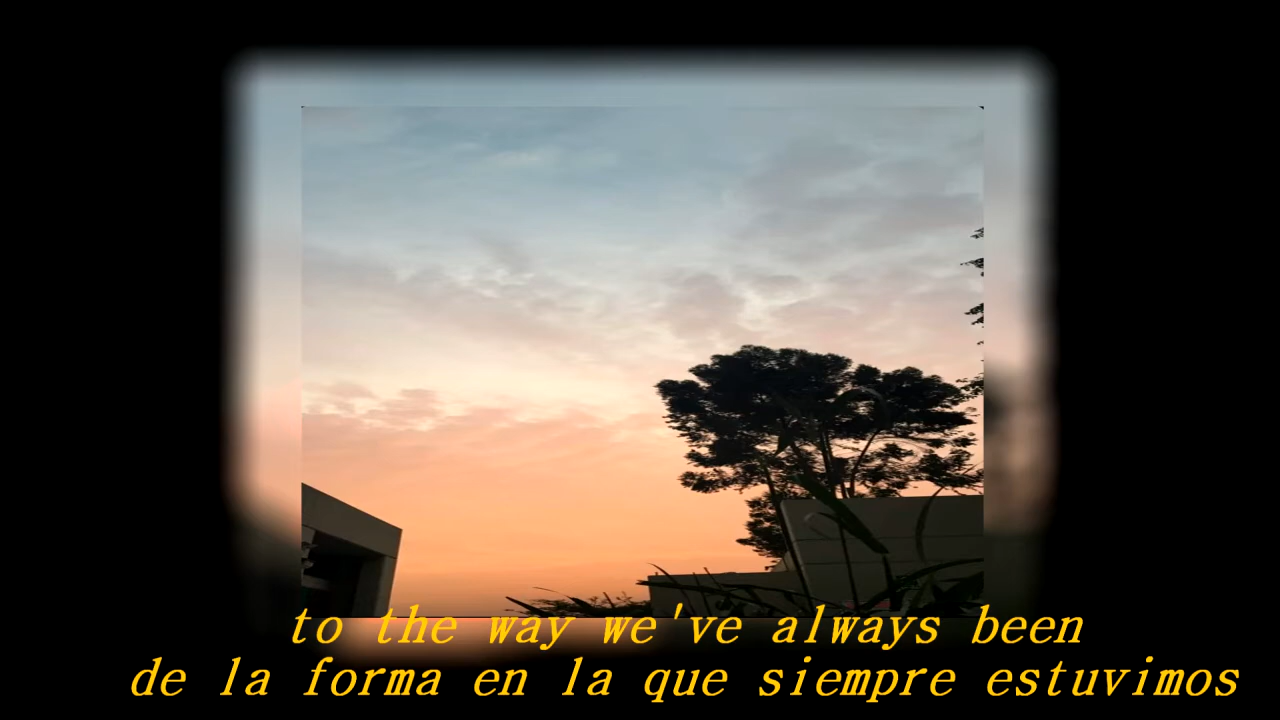 to the way we've always been
de la forma en la que siempre estuvimos